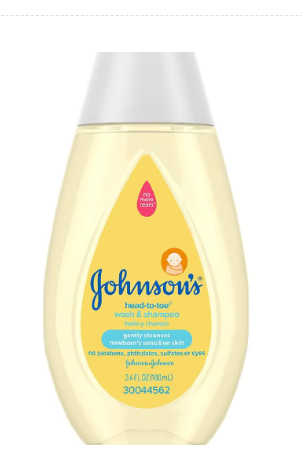 no
more
tears®
Johnson's®
head-to-toe®
wash & shampoo
gently cleanses
newborn's sensitive skin
no parabens, phthalates, sulfates or dyes
Johnson & Johnson
3.4 FL OZ (100mL)
30044562